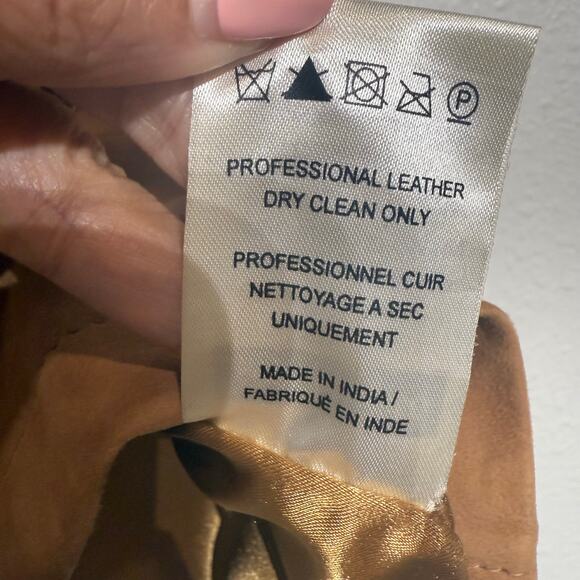 P
PROFESSIONAL LEATHER
DRY CLEAN ONLY
PROFESSIONNEL CUIR
NETTOYAGE A SEC
UNIQUEMENT
MADE IN INDIA /
FABRIQUÉ EN INDE